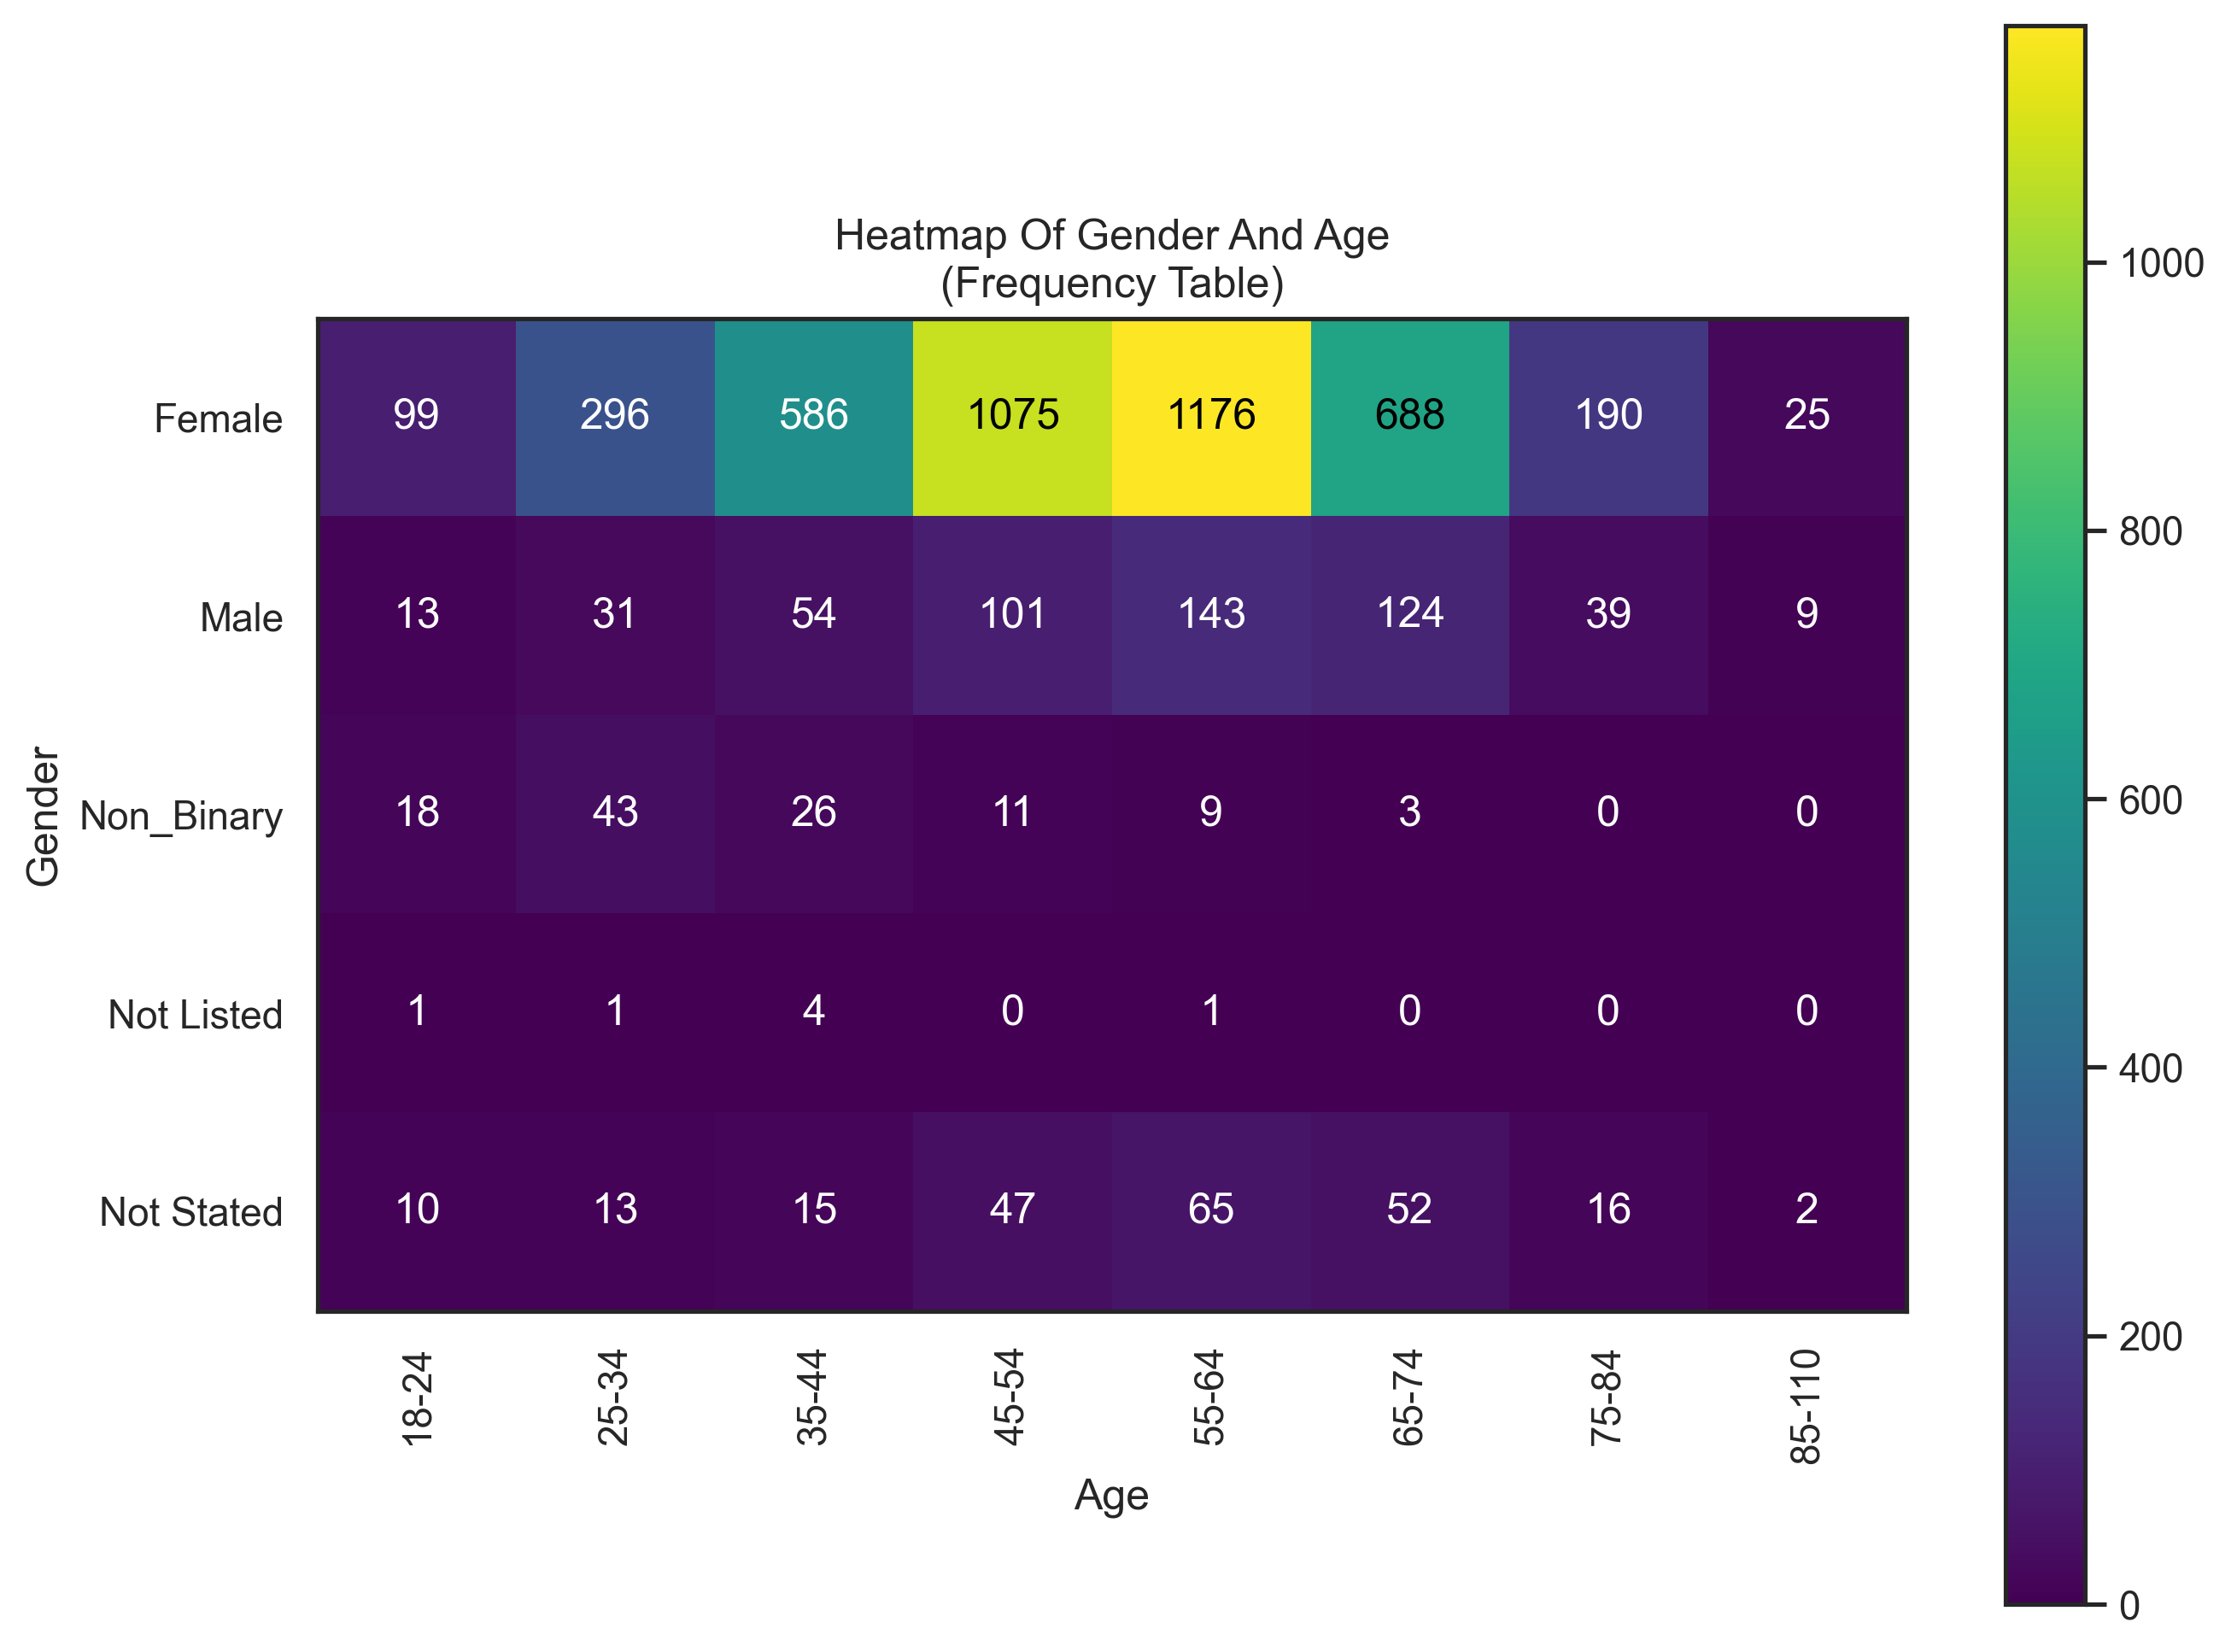 Heatmap Of Gender And Age
(Frequency Table)
Gender
Female 99 296 586 1075 1176 688 190 25
Male 13 31 54 101 143 124 39 9
Non_Binary 18 43 26 11 9 3 0 0
Not Listed 1 1 4 0 1 0 0 0
Not Stated 10 13 15 47 65 52 16 2
18-24 25-34 35-44 45-54 55-64 65-74 75-84 85-110
Age
1000
800
600
400
200
0